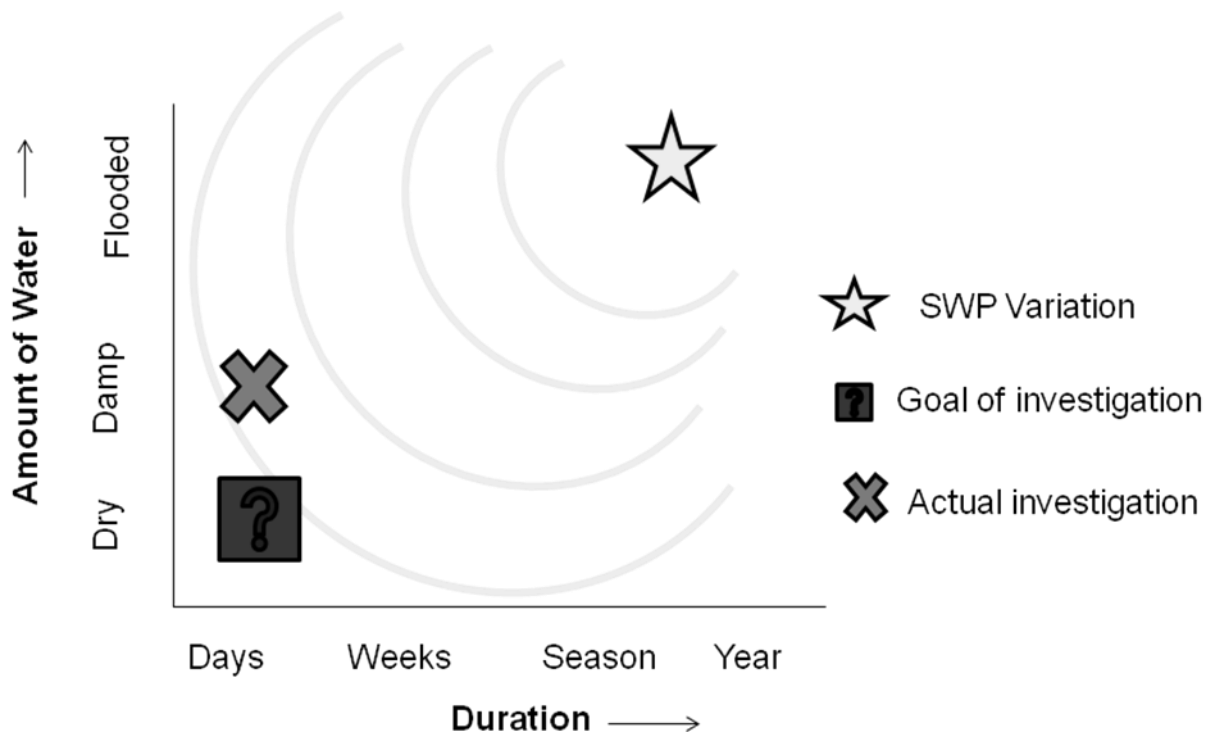 Amount of Water →
Flooded
Damp
Dry
?
SWP Variation
? Goal of investigation
Actual investigation
Days Weeks Season Year
Duration →